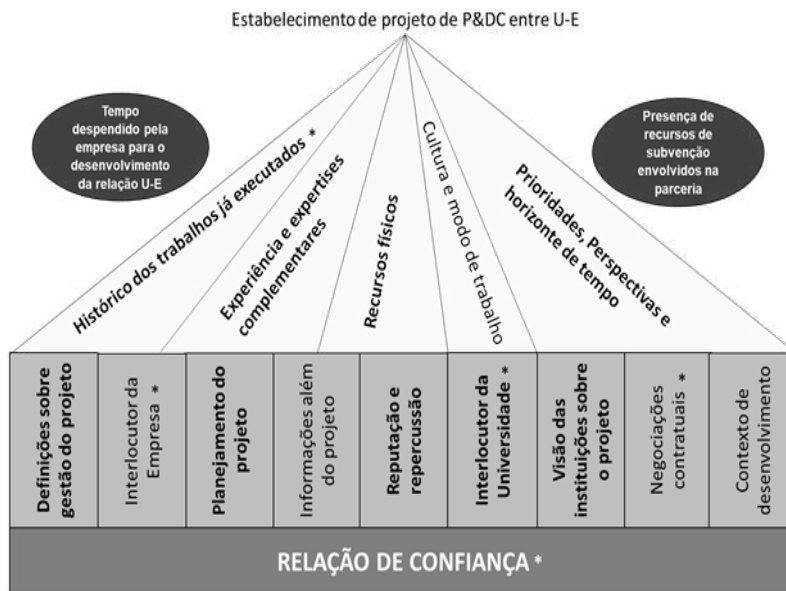 Estabelecimento de projeto de P&DC entre U-E
Tempo
despendido pela
empresa para o
desenvolvimento
da relação U-E
Presença de
recursos de
subvenção
envolvidos na
parceria
Histórico dos trabalhos já executados *
Experiência e expertises
complementares
Recursos físicos
Cultura e modo de trabalho
Prioridades, Perspectivas e
horizonte de tempo
Definições sobre
gestão do projeto
Interlocutor da
Empresa *
Planejamento do
projeto
Informações além
do projeto
Reputação e
repercussão
Interlocutor da
Universidade *
Visão das
instituições sobre
o projeto
Negociações
contratuais *
Contexto de
desenvolvimento
RELAÇÃO DE CONFIANÇA *